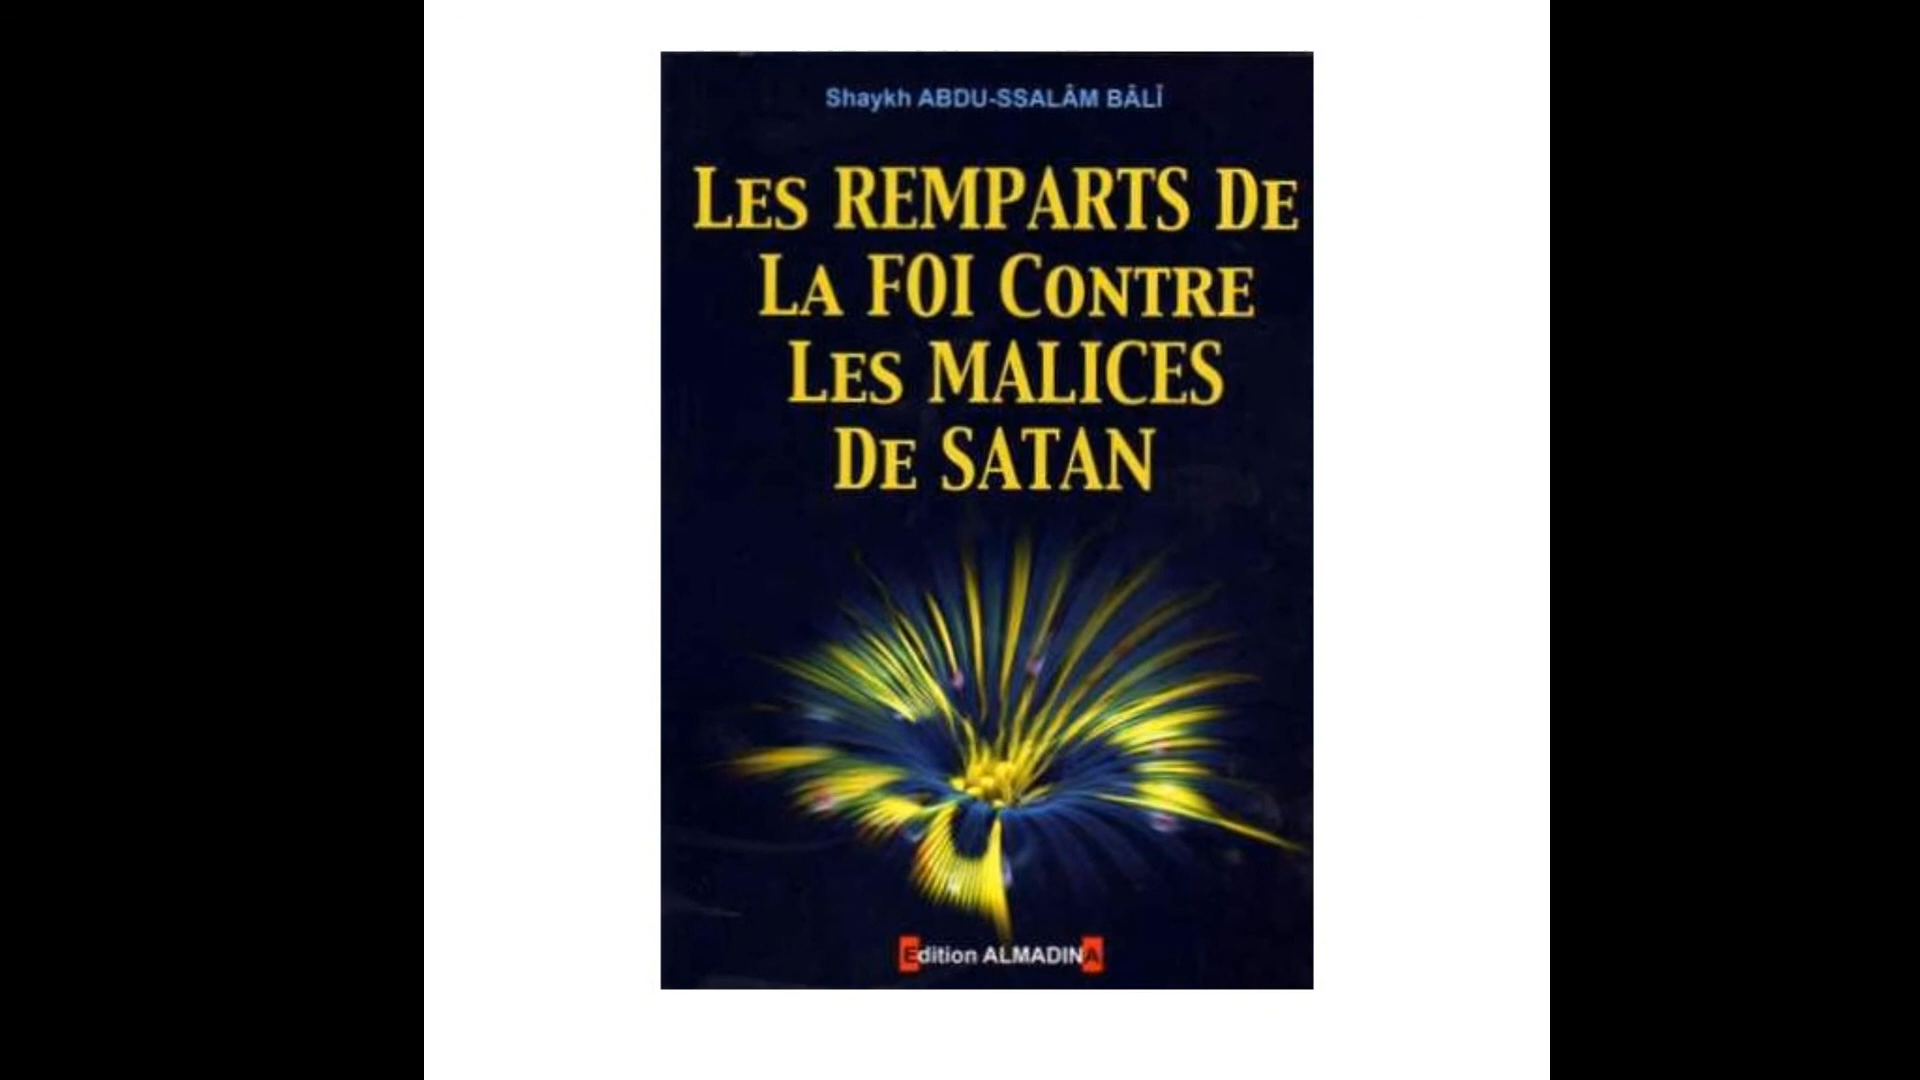 Shaykh ABDU-SSALÂM BÂLÎ
LES REMPARTS DE
LA FOI CONTRE
LES MALICES
DE SATAN
Edition ALMADINA